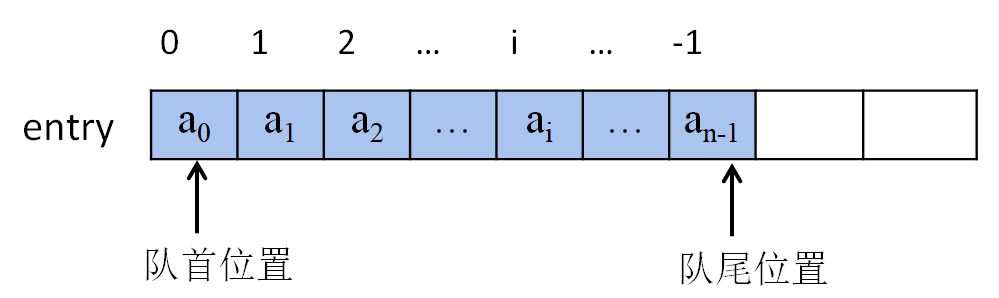 0 1 2 … i … -1
entry a0 a1 a2 … ai … an-1
队首位置 队尾位置